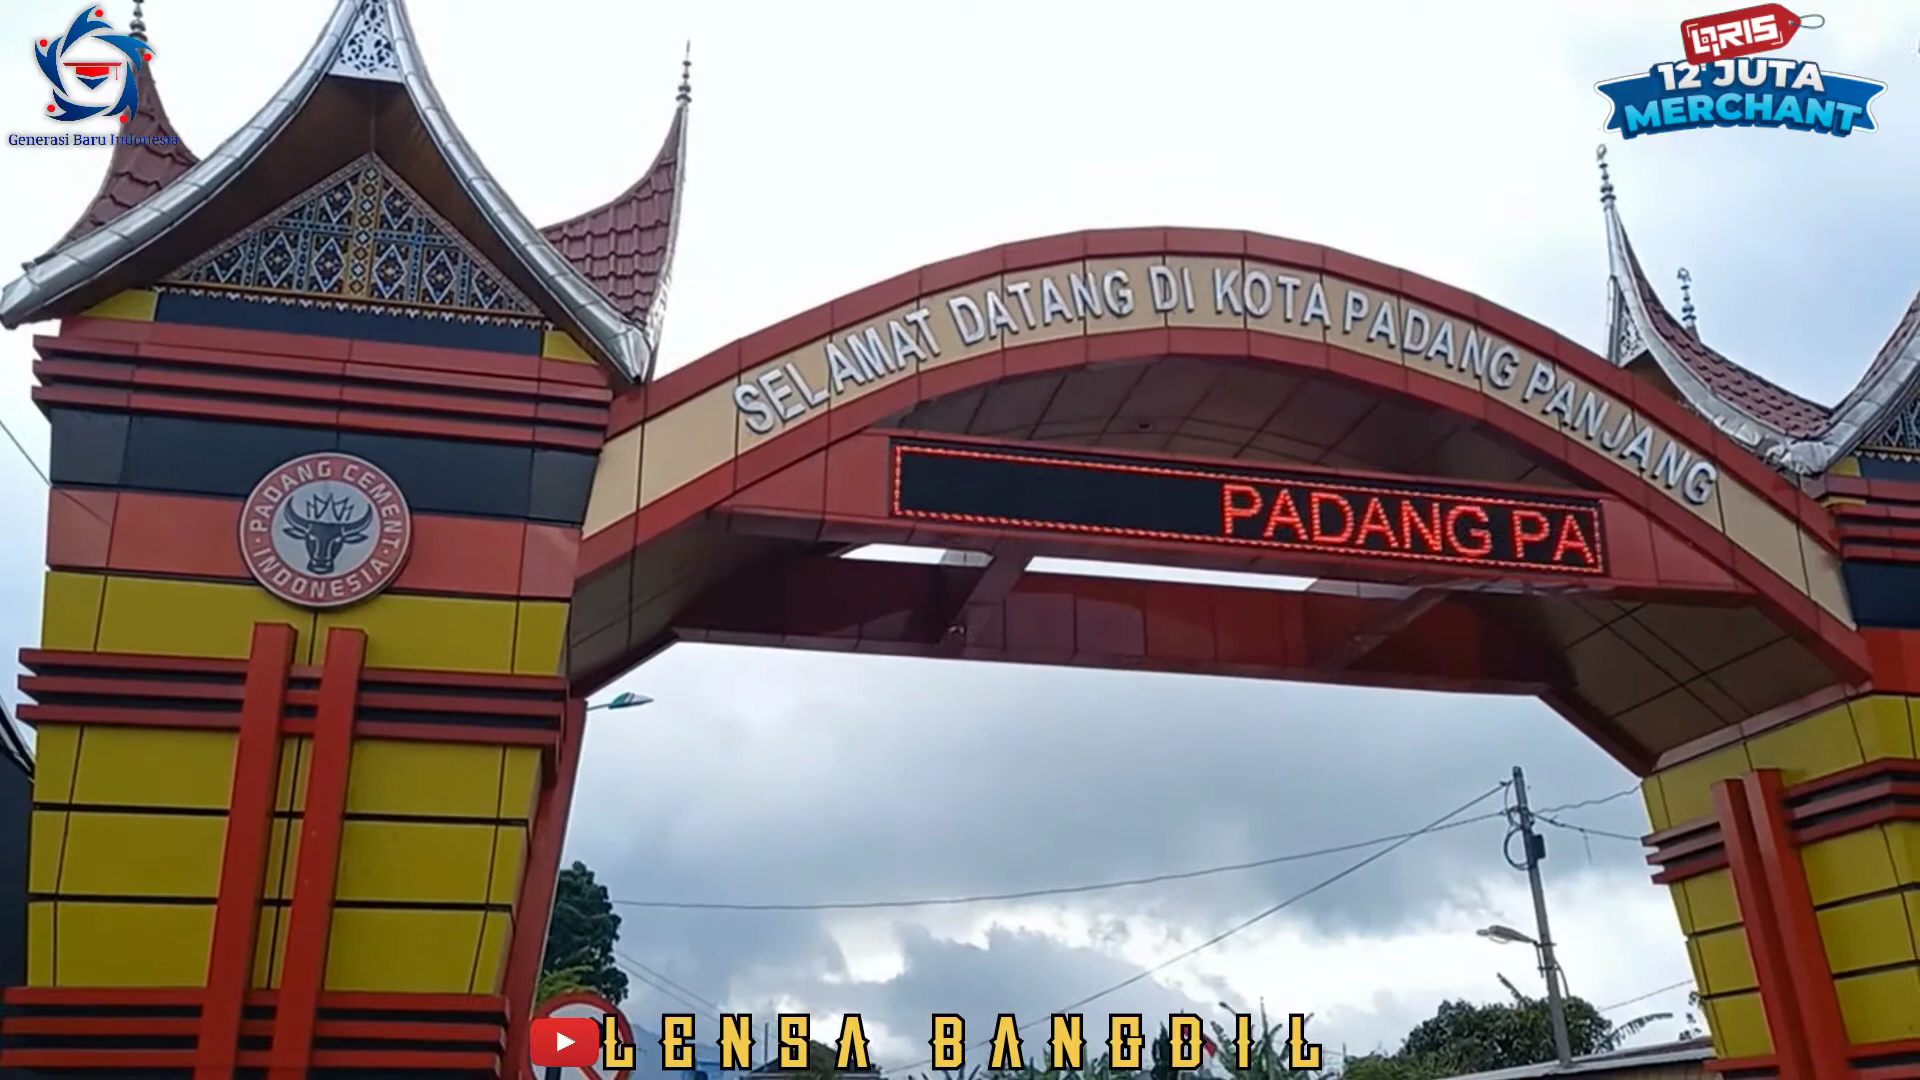 Generasi Baru Indonesia
QRIS
12 JUTA
MERCHANT
SELAMAT DATANG DI KOTA PADANG PANJANG
PADANG PA
PADANG CEMENT
INDONESIA
LENSA BANGDIL